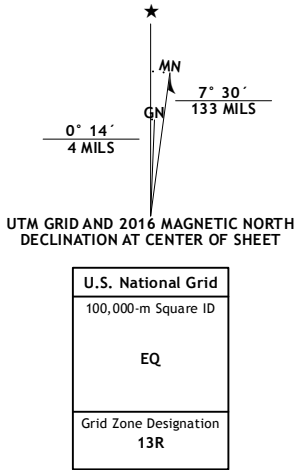 MN
7° 30´
133 MILS
GN
0° 14´
4 MILS
UTM GRID AND 2016 MAGNETIC NORTH
DECLINATION AT CENTER OF SHEET
U.S. National Grid
100,000-m Square ID
EQ
Grid Zone Designation
13R